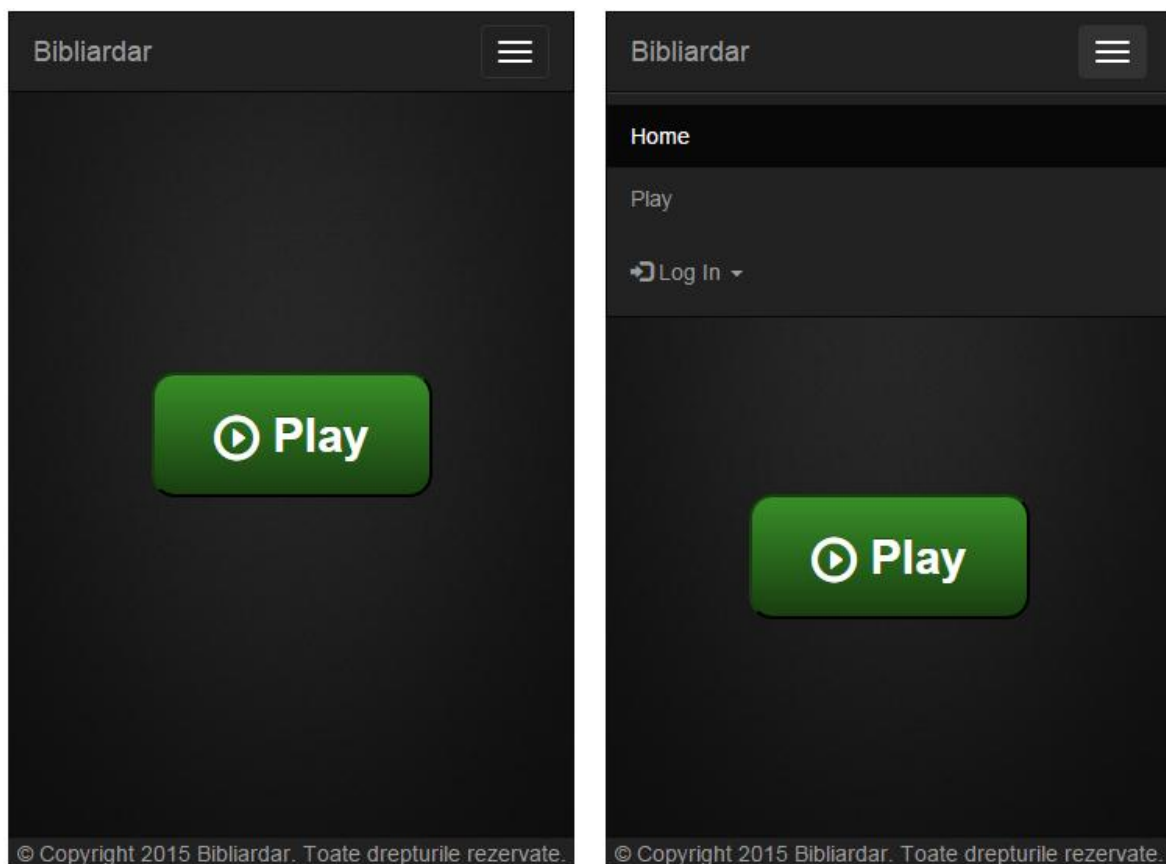 Bibliardar
Play
© Copyright 2015 Bibliardar. Toate drepturile rezervate.
Bibliardar
Home
Play
Log In
Play
© Copyright 2015 Bibliardar. Toate drepturile rezervate